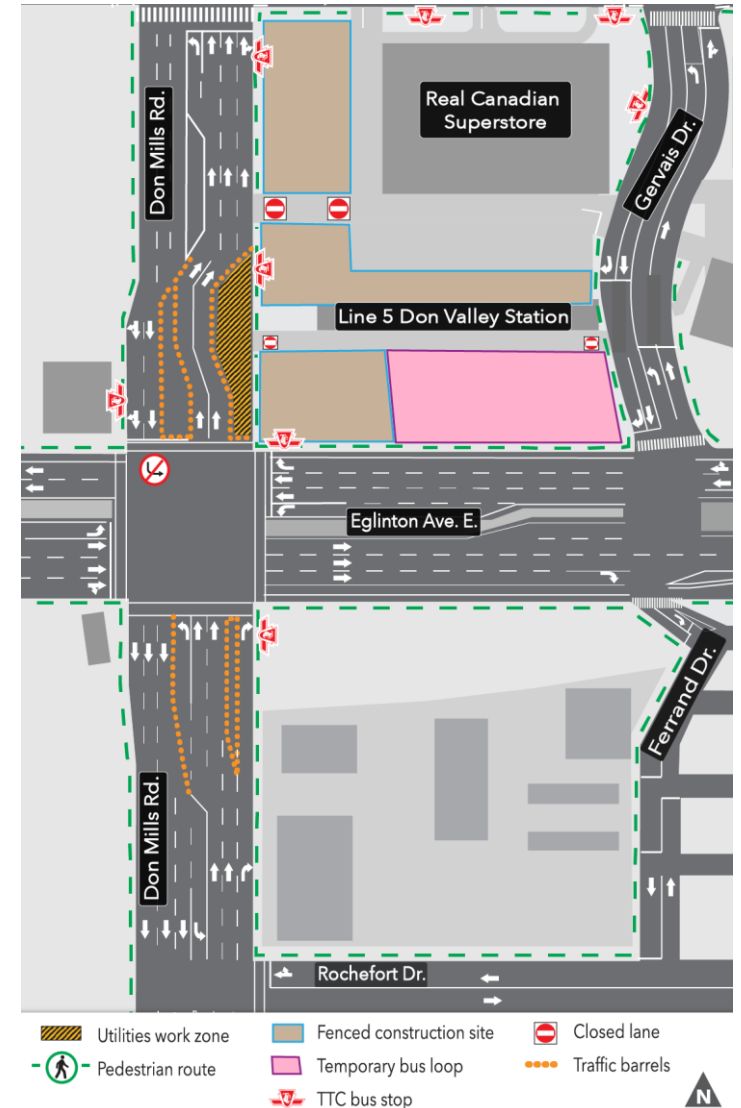 Don Mills Rd.
Real Canadian
Superstore
Gervais Dr.
Line 5 Don Valley Station
Eglinton Ave. E.
Ferrand Dr.
Don Mills Rd.
Rochefort Dr.
Utilities work zone
Fenced construction site
Closed lane
Pedestrian route
Temporary bus loop
Traffic barrels
TTC bus stop
N